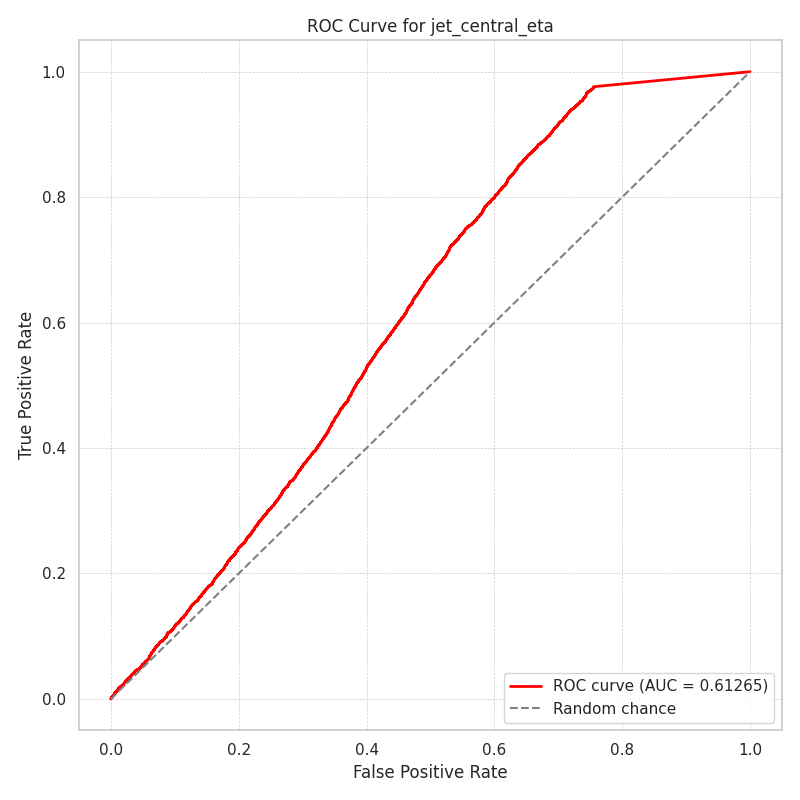 ROC Curve for jet_central_eta
True Positive Rate
1.0
0.8
0.6
0.4
0.2
0.0
ROC curve (AUC = 0.61265)
Random chance
0.0 0.2 0.4 0.6 0.8 1.0
False Positive Rate